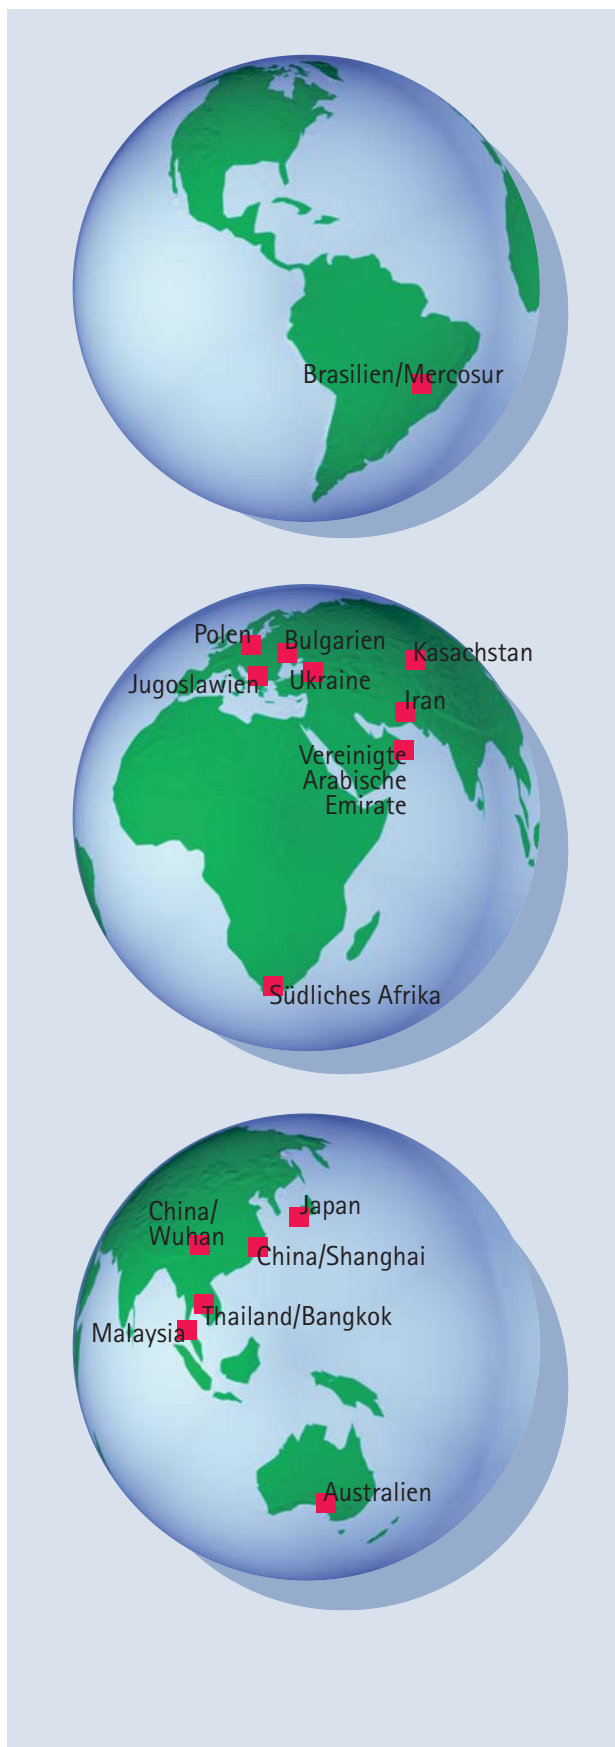 Brasilien/Mercosur
Polen
Bulgarien
Kasachstan
Jugoslawien
Ukraine
Iran
Vereinigte
Arabische
Emirate
Südliches Afrika
China/
Wuhan
Japan
China/Shanghai
Thailand/Bangkok
Malaysia
Australien